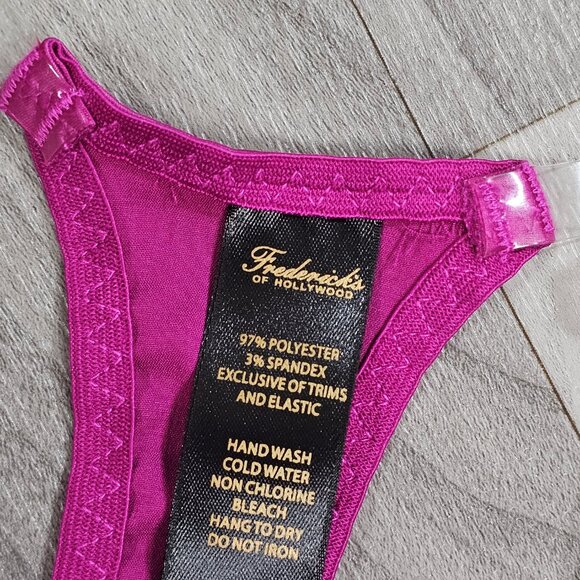 Frederick's
OF HOLLYWOOD
97% POLYESTER
3% SPANDEX
EXCLUSIVE OF TRIMS
AND ELASTIC
HAND WASH
COLD WATER
NON CHLORINE
BLEACH
HANG TO DRY
DO NOT IRON